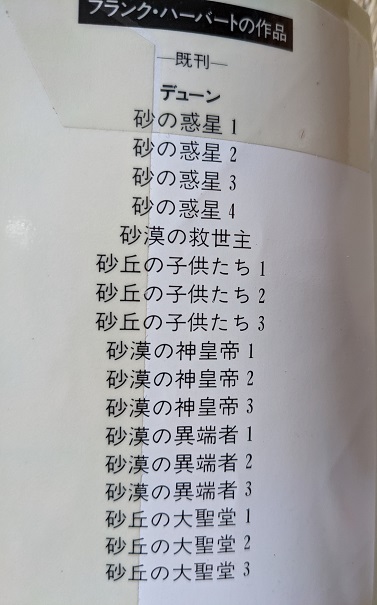 フランク・ハーバートの作品
—既刊—
デューン
砂の惑星 1
砂の惑星 2
砂の惑星 3
砂の惑星 4
砂漠の救世主
砂丘の子供たち 1
砂丘の子供たち 2
砂丘の子供たち 3
砂漠の神皇帝 1
砂漠の神皇帝 2
砂漠の神皇帝 3
砂漠の異端者 1
砂漠の異端者 2
砂漠の異端者 3
砂丘の大聖堂 1
砂丘の大聖堂 2
砂丘の大聖堂 3